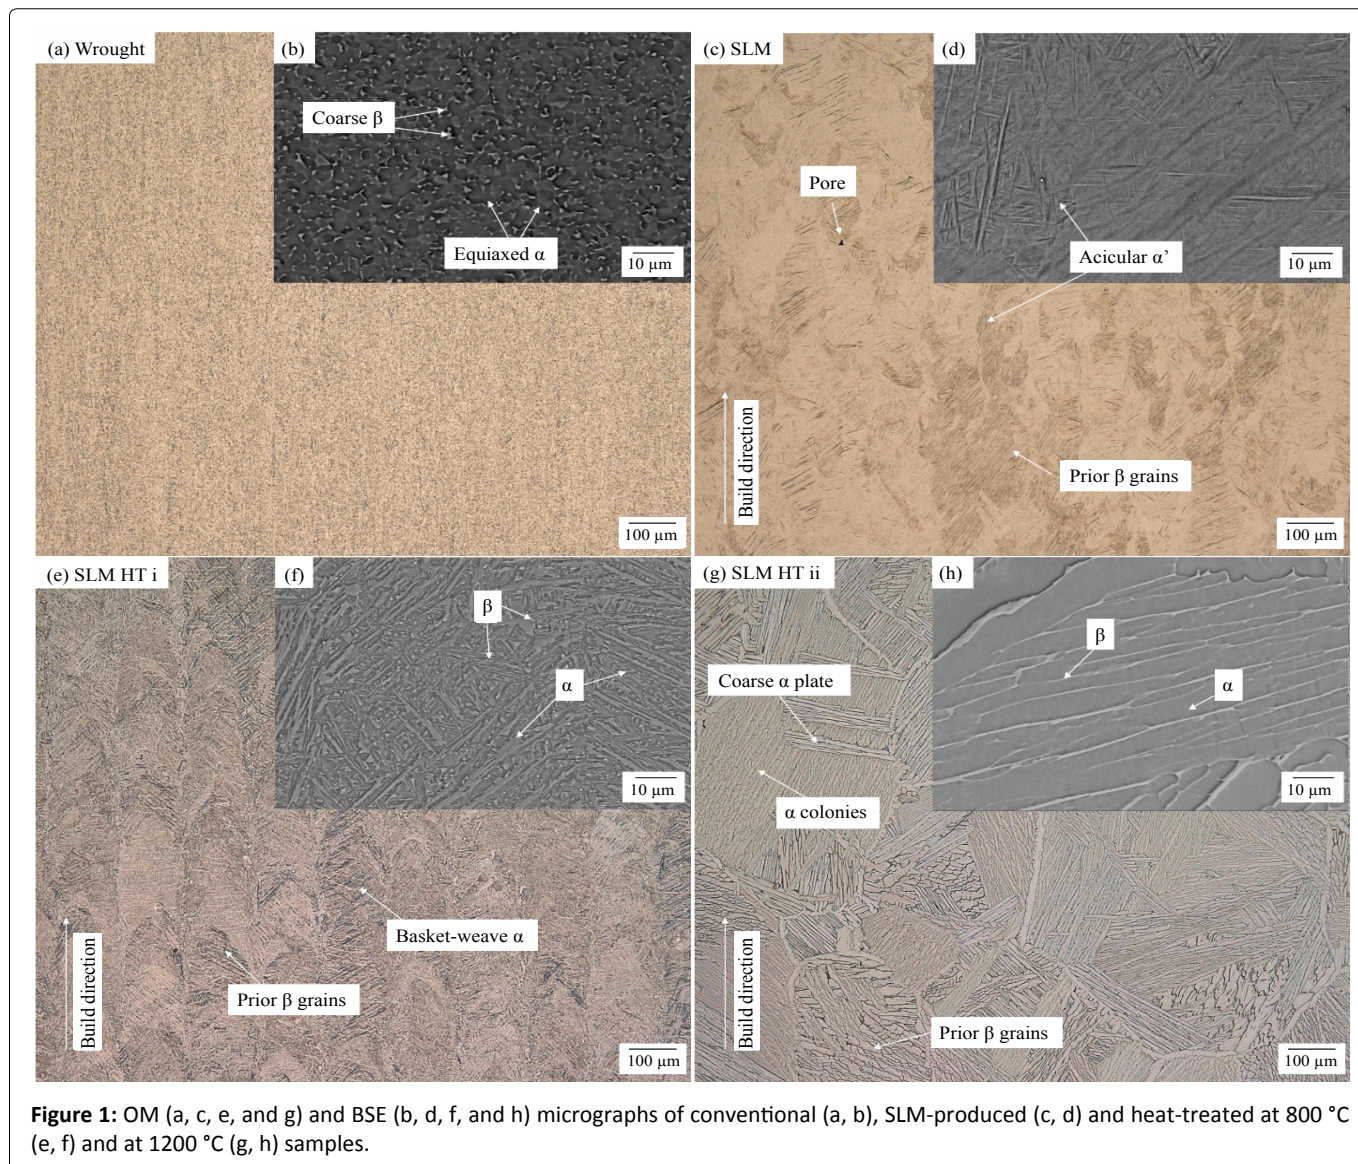 (a) Wrought
(b)
Coarse β
Equiaxed α
10 µm
100 µm
(c) SLM
(d)
Pore
Acicular α’
10 µm
Build direction
Prior β grains
100 µm
(e) SLM HT i
(f)
β
α
10 µm
Basket-weave α
Build direction
Prior β grains
100 µm
(g) SLM HT ii
(h)
β
Coarse α plate
α
10 µm
α colonies
Build direction
Prior β grains
100 µm
Figure 1: OM (a, c, e, and g) and BSE (b, d, f, and h) micrographs of conventional (a, b), SLM-produced (c, d) and heat-treated at 800 °C
(e, f) and at 1200 °C (g, h) samples.